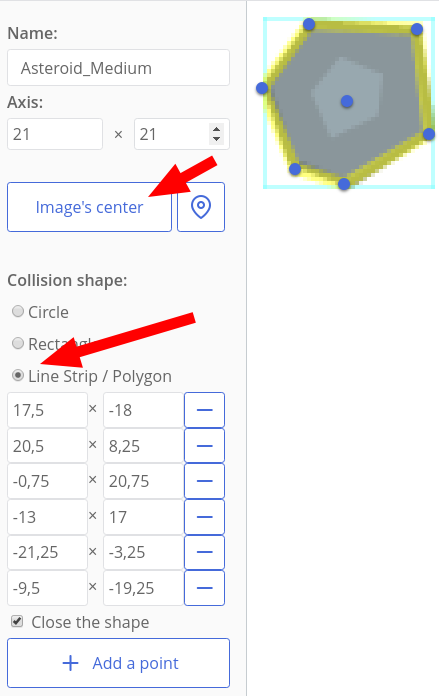 Name:
Asteroid_Medium
Axis:
21 × 21
Image's center
Collision shape:
Circle
Rectangl
Line Strip / Polygon
17,5 × -18
20,5 × 8,25
-0,75 × 20,75
-13 × 17
-21,25 × -3,25
-9,5 × -19,25
Close the shape
Add a point